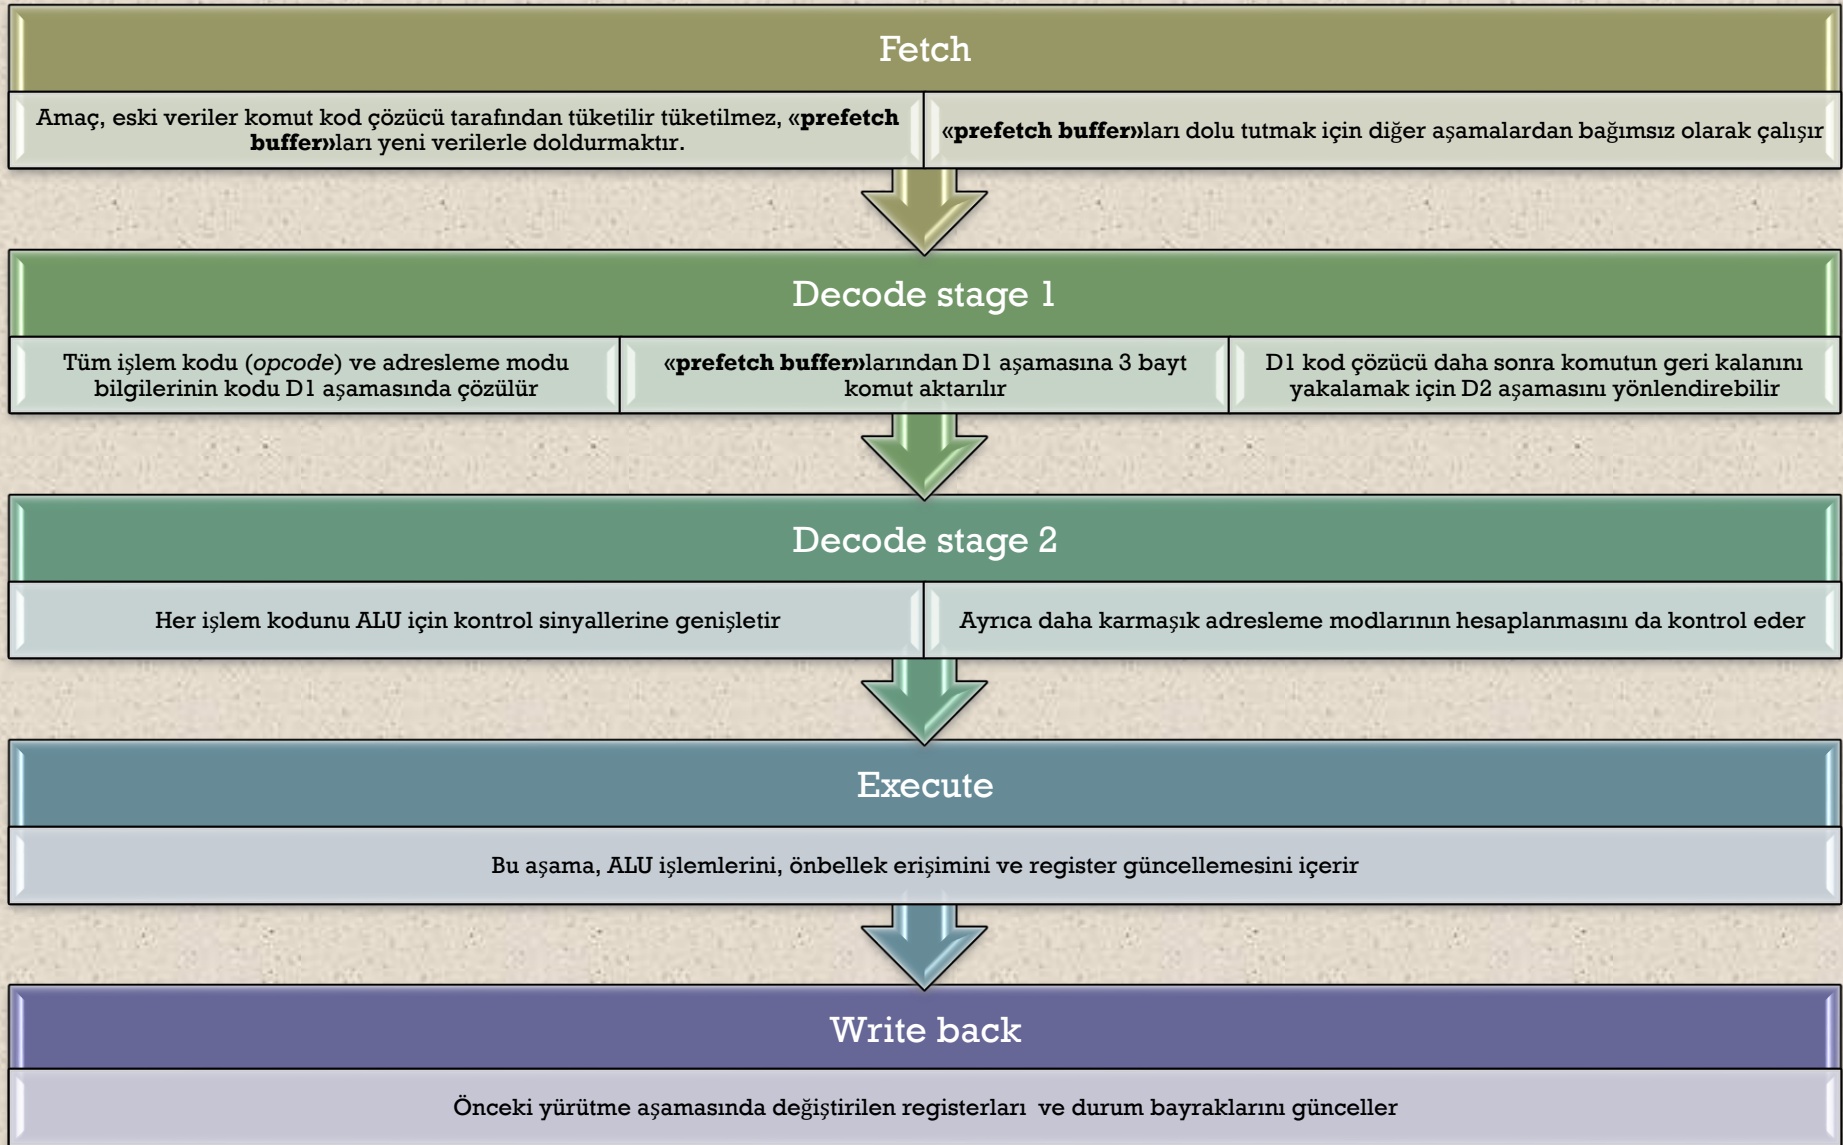 Fetch
Amaç, eski veriler komut kod çözücü tarafından tüketilir tüketilmez, «prefetch
buffer»ları yeni verilerle doldurmaktır.
«prefetch buffer»ları dolu tutmak için diğer aşamalardan bağımsız olarak çalışır
Decode stage 1
Tüm işlem kodu (opcode) ve adresleme modu
bilgilerinin kodu D1 aşamasında çözülür
«prefetch buffer»larından D1 aşamasına 3 bayt
komut aktarılır
D1 kod çözücü daha sonra komutun geri kalanını
yakalamak için D2 aşamasını yönlendirebilir
Decode stage 2
Her işlem kodunu ALU için kontrol sinyallerine genişletir
Ayrıca daha karmaşık adresleme modlarının hesaplanmasını da kontrol eder
Execute
Bu aşama, ALU işlemlerini, önbellek erişimini ve register güncellemesini içerir
Write back
Önceki yürütme aşamasında değiştirilen registerları ve durum bayraklarını günceller